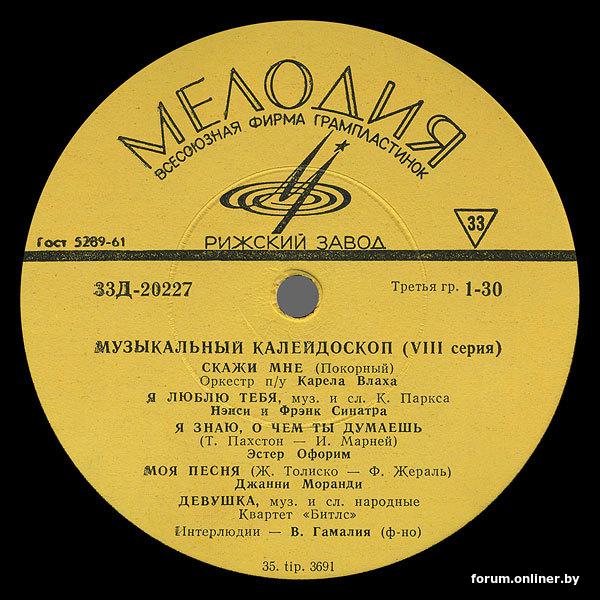 МЕЛОДИЯ
ВСЕСОЮЗНАЯ ФИРМА ГРАМПЛАСТИНОК
Гост 5289-61
33
РИЖСКИЙ ЗАВОД
33Д-20227
Третья гр. 1-30
МУЗЫКАЛЬНЫЙ КАЛЕЙДОСКОП (VIII серия)
СКАЖИ МНЕ (Покорный)
Оркестр п/у Карела Влаха
Я ЛЮБЛЮ ТЕБЯ, муз. и сл. К. Паркса
Нэнси и Фрэнк Синатра
Я ЗНАЮ, О ЧЕМ ТЫ ДУМАЕШЬ
(Т. Пахстон — И. Марней)
Эстер Офорим
МОЯ ПЕСНЯ (Ж. Толиско — Ф. Жераль)
Джанни Моранди
ДЕВУШКА, муз. и сл. народные
Квартет «Битлс»
Интерлюдии — В. Гамалия (ф-но)
35. tip. 3691
forum.onliner.by